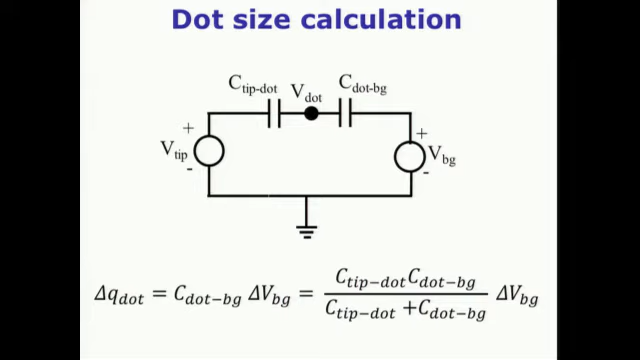 Dot size calculation
C_tip-dot V_dot C_dot-bg
+ +
V_tip V_bg
- -
Δq_dot = C_dot−bg ΔV_bg = \frac{C_tip−dot C_dot−bg}{C_tip−dot + C_dot−bg} ΔV_bg